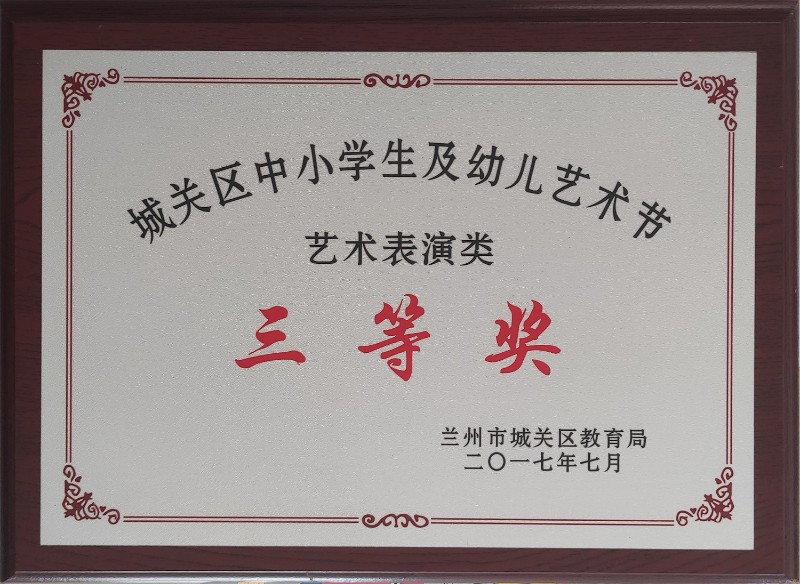 城关区中小学生及幼儿艺术节
艺术表演类
三等奖
兰州市城关区教育局
二〇一七年七月